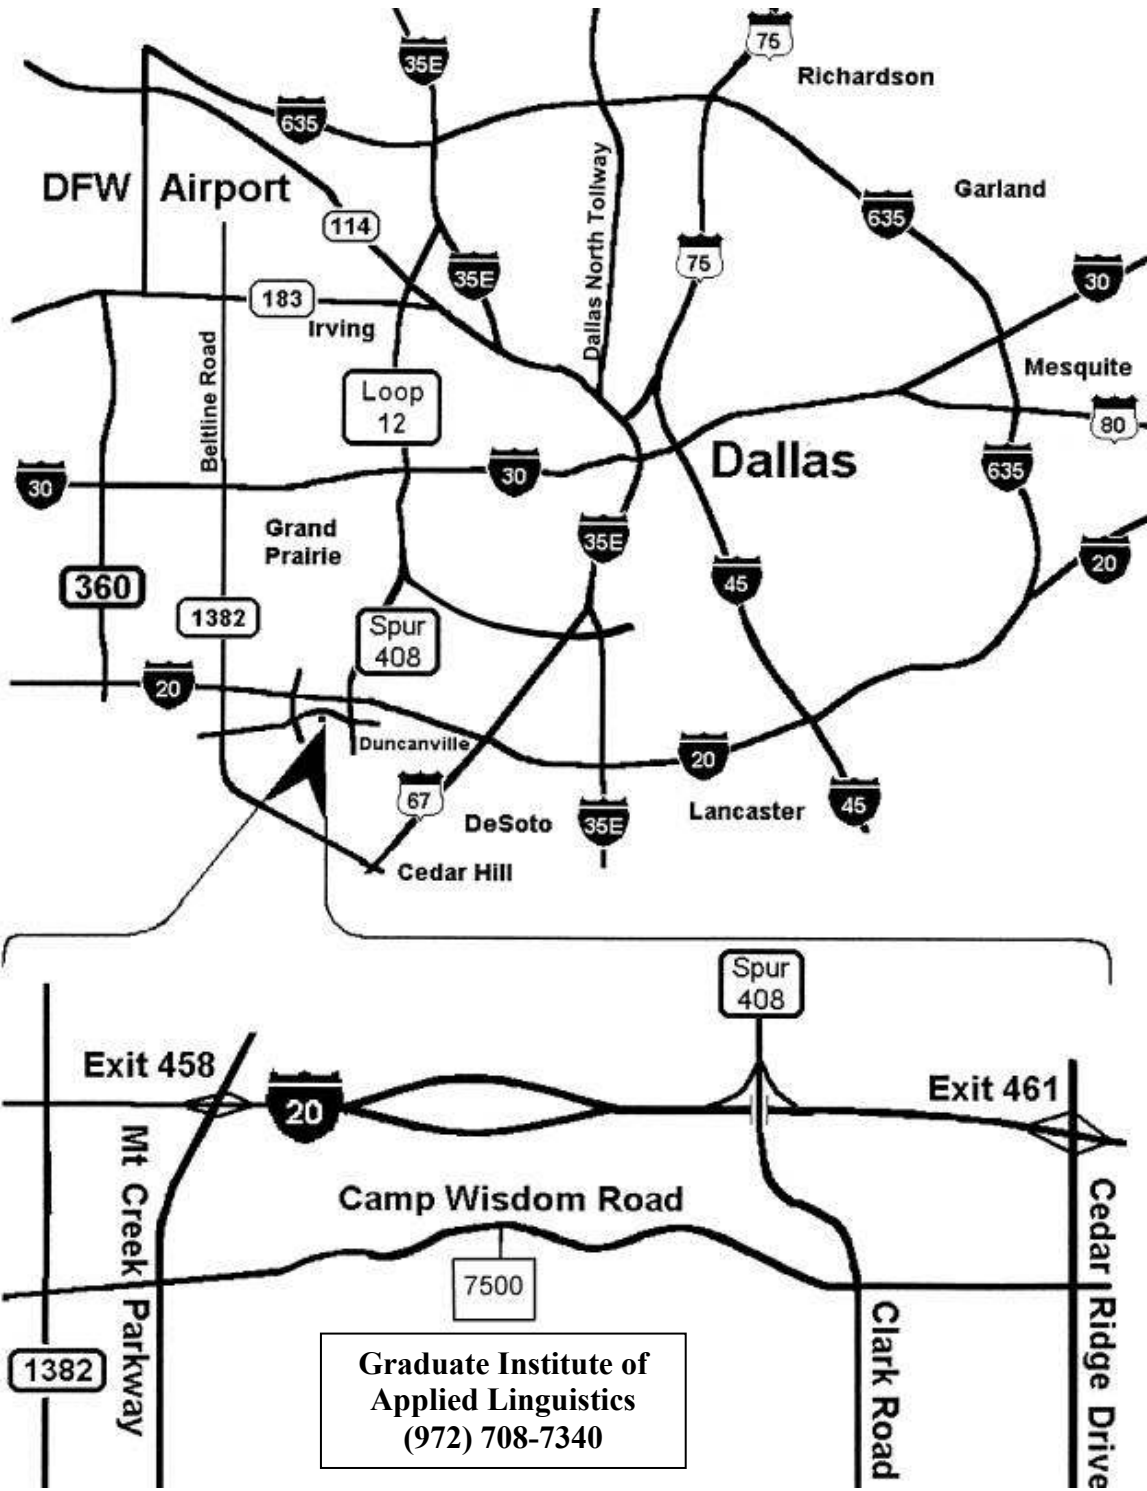 35E
75
Richardson
635
DFW Airport
Garland
635
114
Dallas North Tollway
75
35E
30
183
Irving
Mesquite
Beltline Road
Loop
12
80
Dallas
30
30
635
Grand
Prairie
35E
20
360
45
1382
Spur
408
20
Duncanville
20
67
DeSoto
35E
Lancaster
45
Cedar Hill
Spur
408
Exit 458
20
Exit 461
Mt Creek Parkway
Camp Wisdom Road
Cedar Ridge Drive
7500
Clark Road
1382
Graduate Institute of
Applied Linguistics
(972) 708-7340